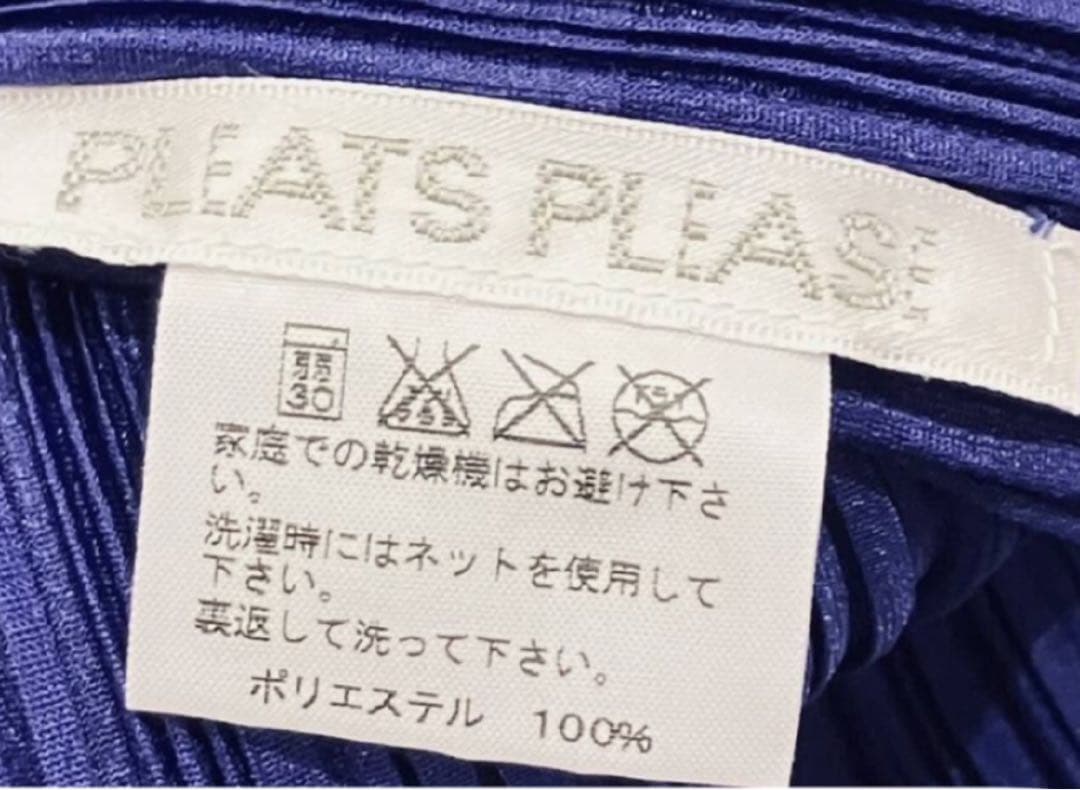 PLEATS PLEASE
弱
30
家庭での乾燥機はお避け下さ
い。
洗濯時にはネットを使用して
下さい。
裏返して洗って下さい。
ポリエステル 100%